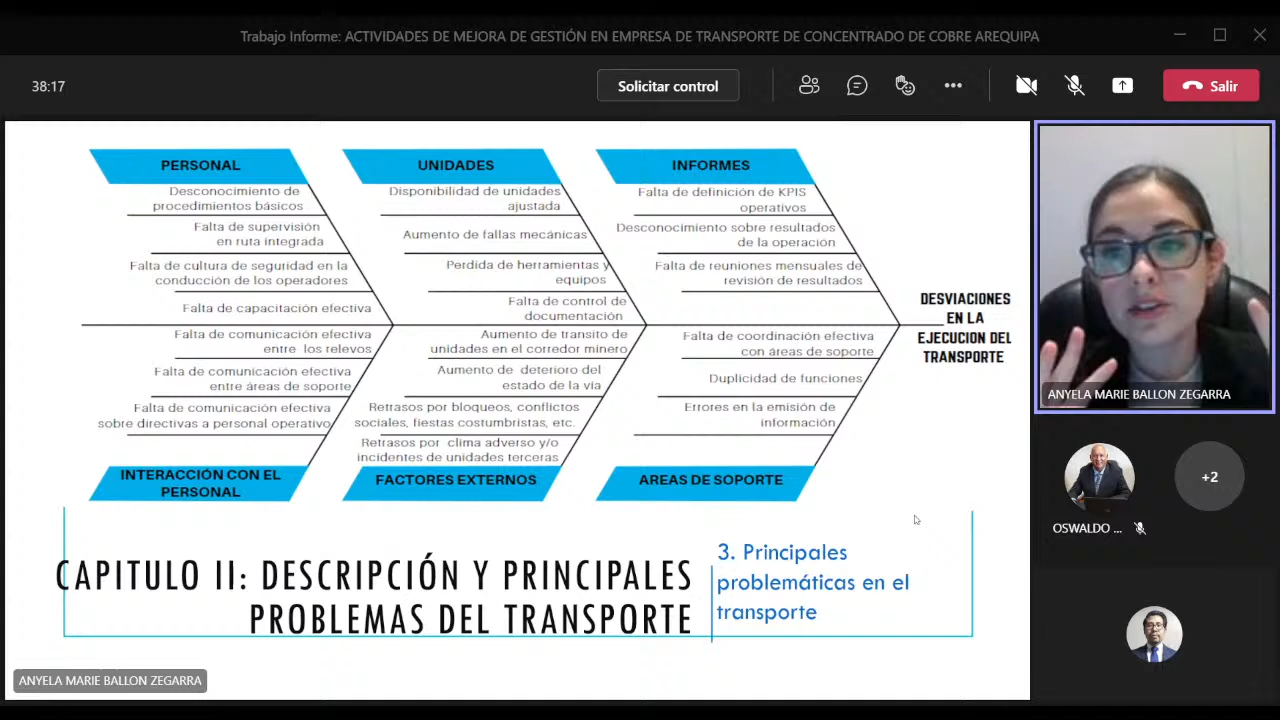 Trabajo Informe: ACTIVIDADES DE MEJORA DE GESTIÓN EN EMPRESA DE TRANSPORTE DE CONCENTRADO DE COBRE AREQUIPA
38:17
Solicitar control
Salir
PERSONAL
Desconocimiento de
procedimientos básicos
Falta de supervisión
en ruta integrada
Falta de cultura de seguridad en la
conducción de los operadores
Falta de capacitación efectiva
UNIDADES
Disponibilidad de unidades
ajustada
Aumento de fallas mecánicas
Perdida de herramientas y
equipos
Falta de control de
documentación
INFORMES
Falta de definición de KPIS
operativos
Desconocimiento sobre resultados
de la operación
Falta de reuniones mensuales de
revisión de resultados
DESVIACIONES
EN LA
EJECUCION DEL
TRANSPORTE
Falta de comunicación efectiva
entre los relevos
Falta de comunicación efectiva
entre áreas de soporte
Falta de comunicación efectiva
sobre directivas a personal operativo
INTERACCIÓN CON EL
PERSONAL
Aumento de transito de
unidades en el corredor minero
Aumento de deterioro del
estado de la vía
Retrasos por bloqueos, conflictos
sociales, fiestas costumbristas, etc.
Retrasos por clima adverso y/o
incidentes de unidades terceras
FACTORES EXTERNOS
Falta de coordinación efectiva
con áreas de soporte
Duplicidad de funciones
Errores en la emisión de
información
AREAS DE SOPORTE
CAPITULO II: DESCRIPCIÓN Y PRINCIPALES
PROBLEMAS DEL TRANSPORTE
3. Principales
problemáticas en el
transporte
ANYELA MARIE BALLON ZEGARRA
ANYELA MARIE BALLON ZEGARRA
OSWALDO ...
+2